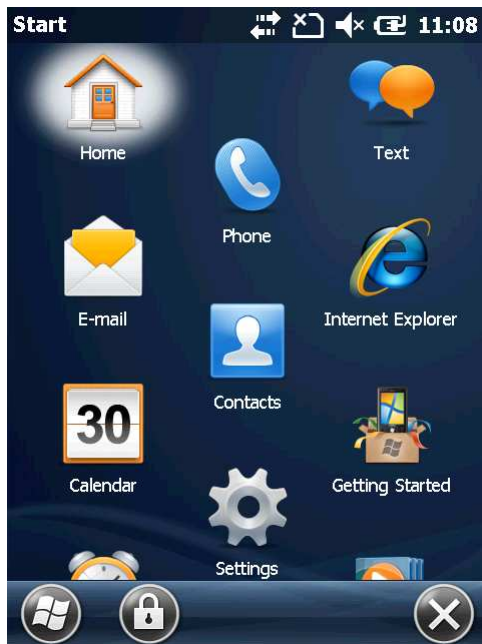 Start 11:08
Home
Text
Phone
E-mail
Internet Explorer
Contacts
30
Calendar
Getting Started
Settings